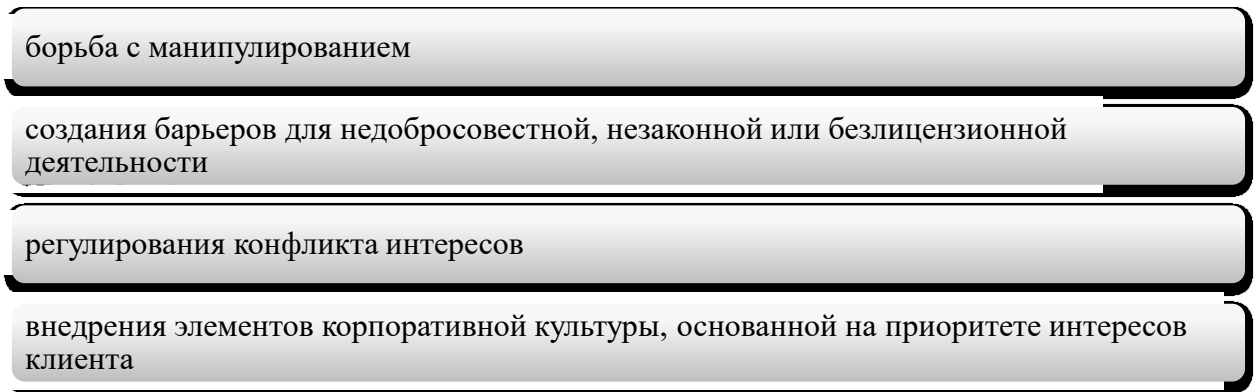 борьба с манипулированием
создания барьеров для недобросовестной, незаконной или безлицензионной
деятельности
регулирования конфликта интересов
внедрения элементов корпоративной культуры, основанной на приоритете интересов
клиента